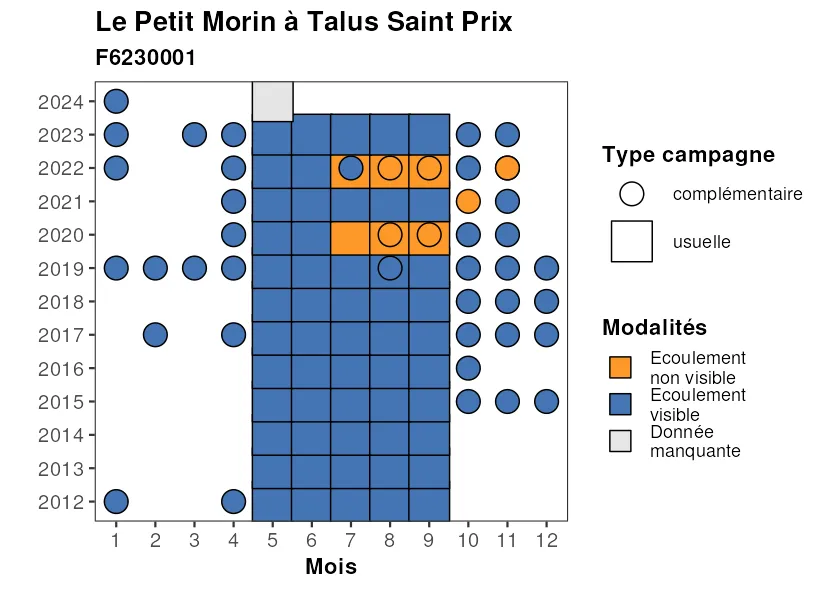 Le Petit Morin à Talus Saint Prix
F6230001
2024
2023
2022
2021
2020
2019
2018
2017
2016
2015
2014
2013
2012
1 2 3 4 5 6 7 8 9 10 11 12
Mois
Type campagne
complémentaire
usuelle
Modalités
Ecoulement
non visible
Ecoulement
visible
Donnée
manquante